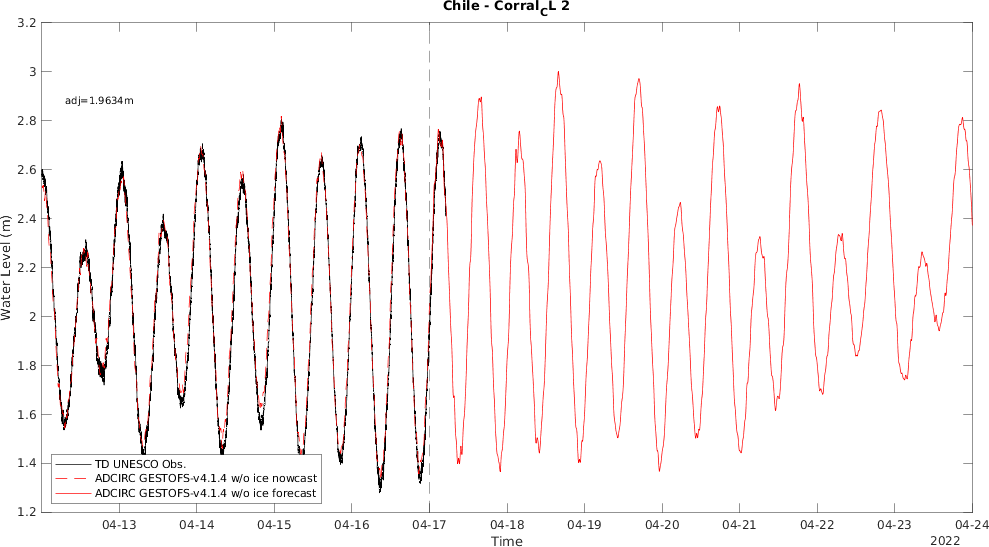 Chile - Corral_CL 2
3.2
3
2.8
2.6
2.4
2.2
2
1.8
1.6
1.4
1.2
Water Level (m)
adj=1.9634m
TD UNESCO Obs.
ADCIRC GESTOFS-v4.1.4 w/o ice nowcast
ADCIRC GESTOFS-v4.1.4 w/o ice forecast
04-13 04-14 04-15 04-16 04-17 04-18 04-19 04-20 04-21 04-22 04-23 04-24
Time
2022